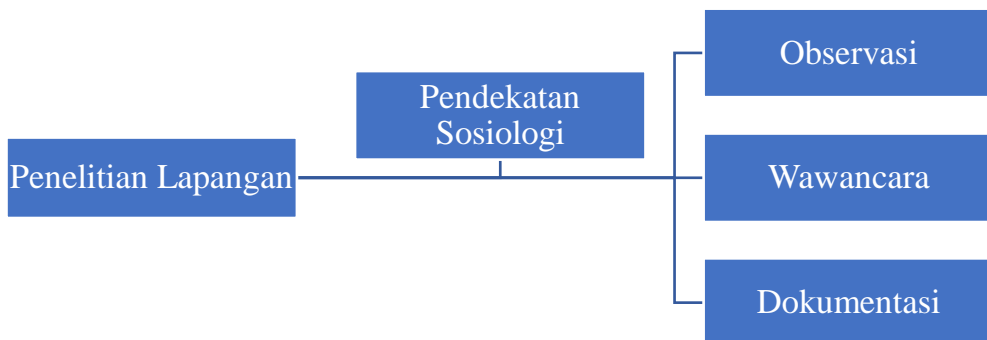 Penelitian Lapangan
Pendekatan
Sosiologi
Observasi
Wawancara
Dokumentasi